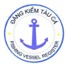 ĐĂNG KIỂM TÀU CÁ
FISHING VESSEL REGISTER